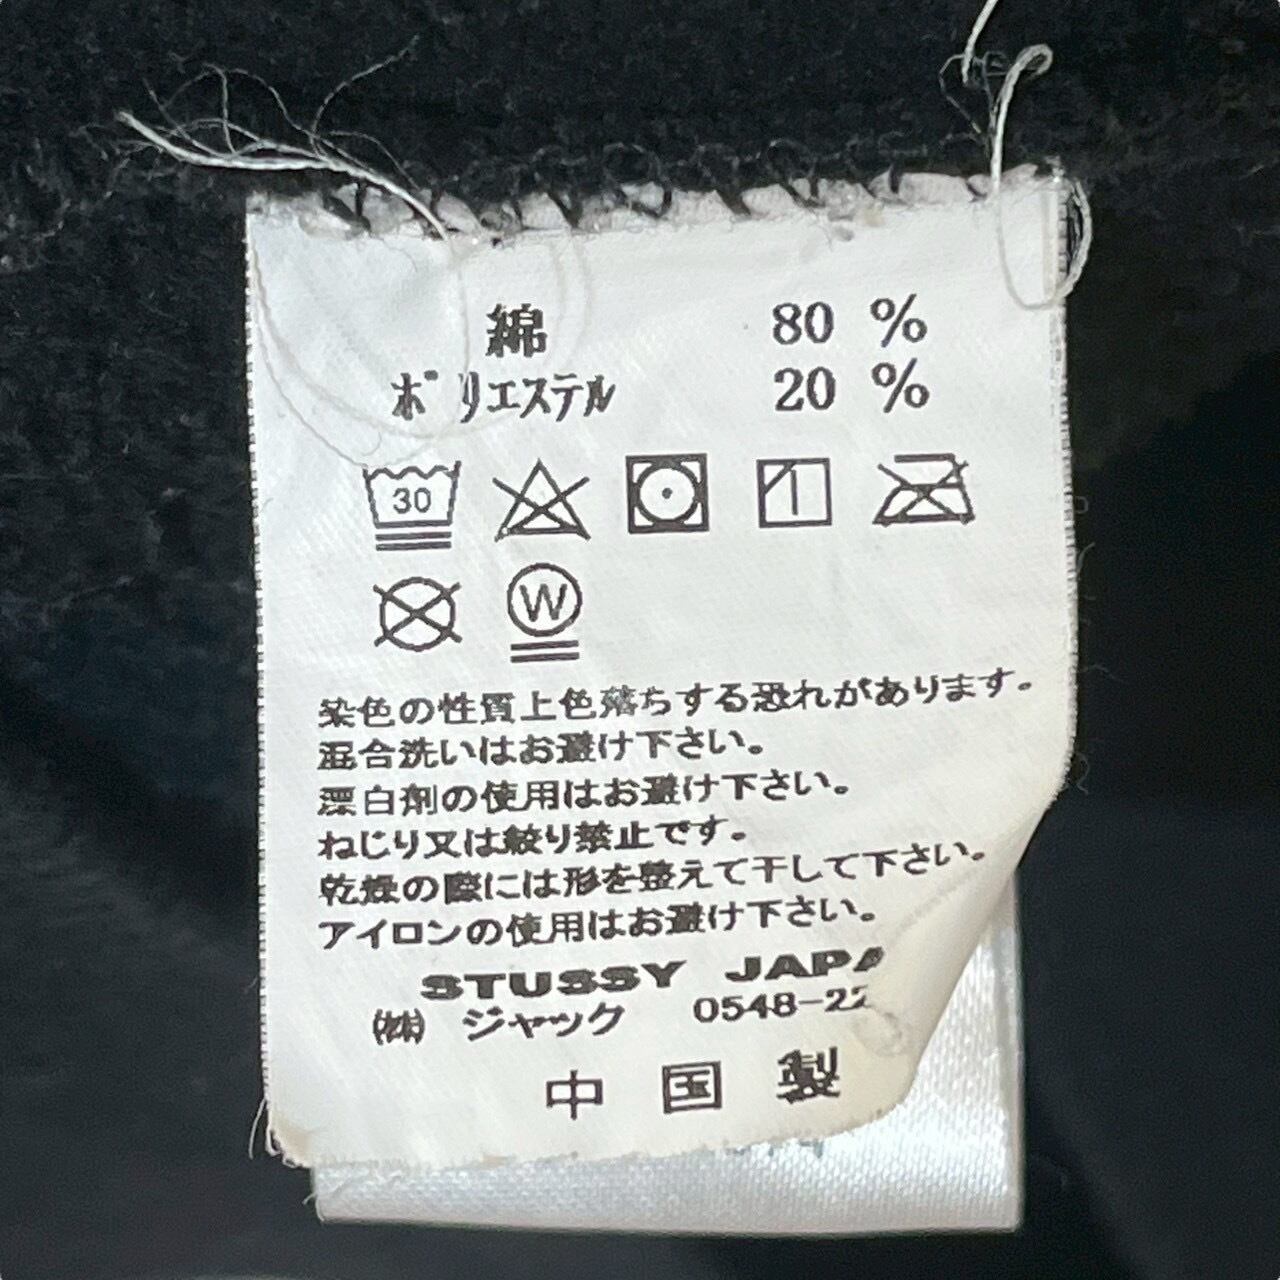 綿 80 %
ポリエステル 20 %
30
W
染色の性質上色落ちする恐れがあります。
混合洗いはお避け下さい。
漂白剤の使用はお避け下さい。
ねじり又は絞り禁止です。
乾燥の際には形を整えて干して下さい。
アイロンの使用はお避け下さい。
STUSSY JAPA
㈱ ジャック 0548-22
中国製